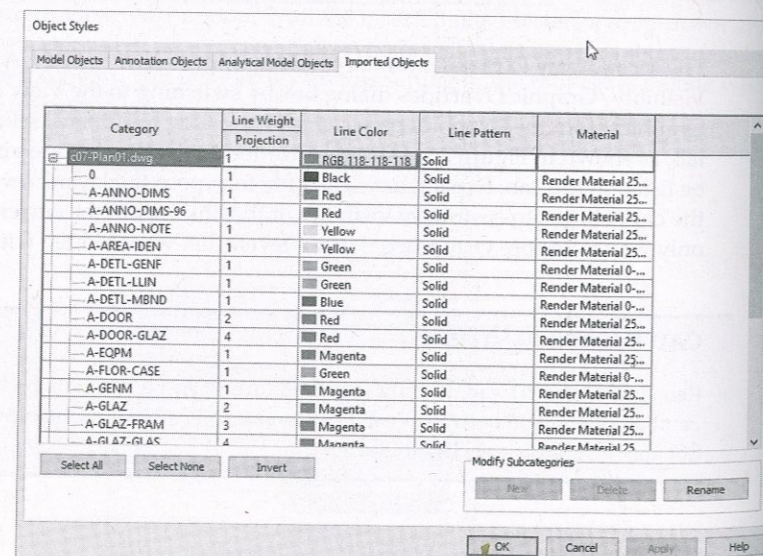 Object Styles
Model Objects Annotation Objects Analytical Model Objects Imported Objects
Category Line Weight Line Color Line Pattern Material
Projection
c07-Plan01.dwg 1 RGB 118-118-118 Solid
0 1 Black Solid Render Material 25...
A-ANNO-DIMS 1 Red Solid Render Material 25...
A-ANNO-DIMS-96 1 Red Solid Render Material 25...
A-ANNO-NOTE 1 Yellow Solid Render Material 25...
A-AREA-IDEN 1 Yellow Solid Render Material 25...
A-DETL-GENF 1 Green Solid Render Material 0-...
A-DETL-LLIN 1 Green Solid Render Material 0-...
A-DETL-MBND 1 Blue Solid Render Material 0-...
A-DOOR 2 Red Solid Render Material 25...
A-DOOR-GLAZ 4 Red Solid Render Material 25...
A-EQPM 1 Magenta Solid Render Material 25...
A-FLOR-CASE 1 Green Solid Render Material 0-...
A-GENM 1 Magenta Solid Render Material 25...
A-GLAZ 2 Magenta Solid Render Material 25...
A-GLAZ-FRAM 3 Magenta Solid Render Material 25...
A-GLAZ-GLAS 4 Magenta Solid Render Material 25
Select All Select None Invert
Modify Subcategories
New Delete Rename
OK Cancel Apply Help